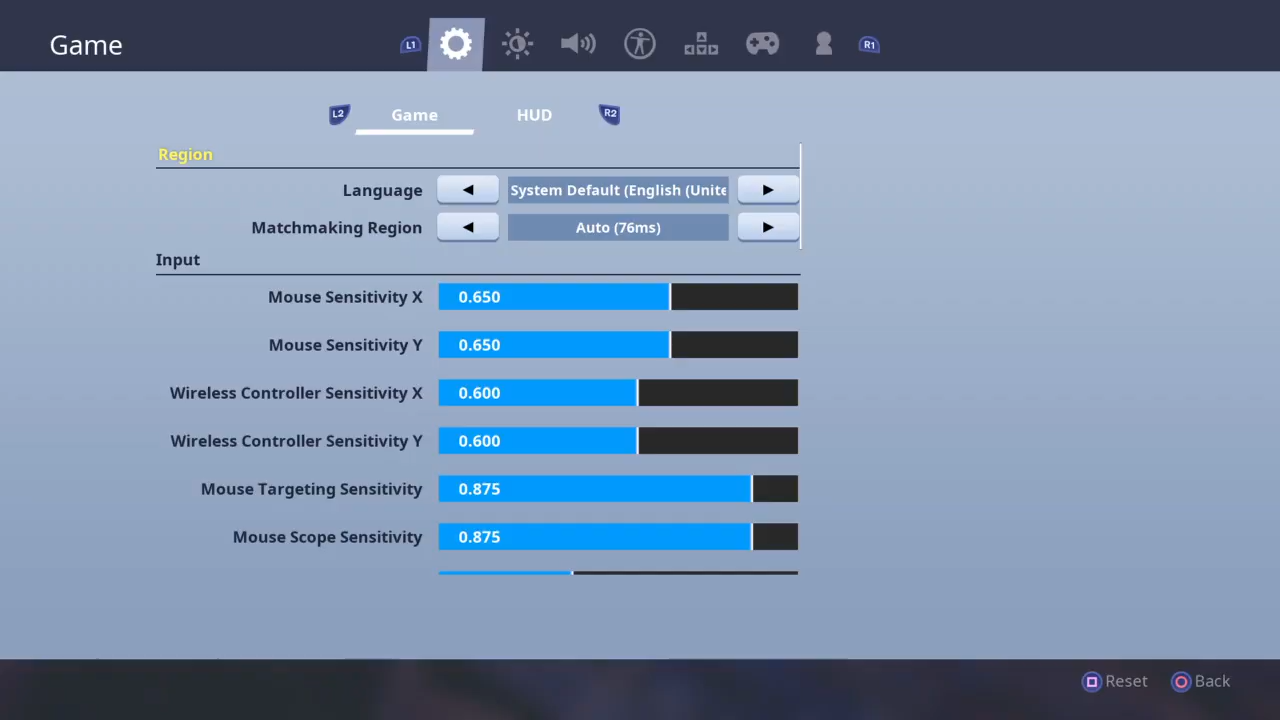 Game
L1
R1
L2
Game
HUD
R2
Region
Language
System Default (English (Unite
Matchmaking Region
Auto (76ms)
Input
Mouse Sensitivity X
0.650
Mouse Sensitivity Y
0.650
Wireless Controller Sensitivity X
0.600
Wireless Controller Sensitivity Y
0.600
Mouse Targeting Sensitivity
0.875
Mouse Scope Sensitivity
0.875
Reset
Back